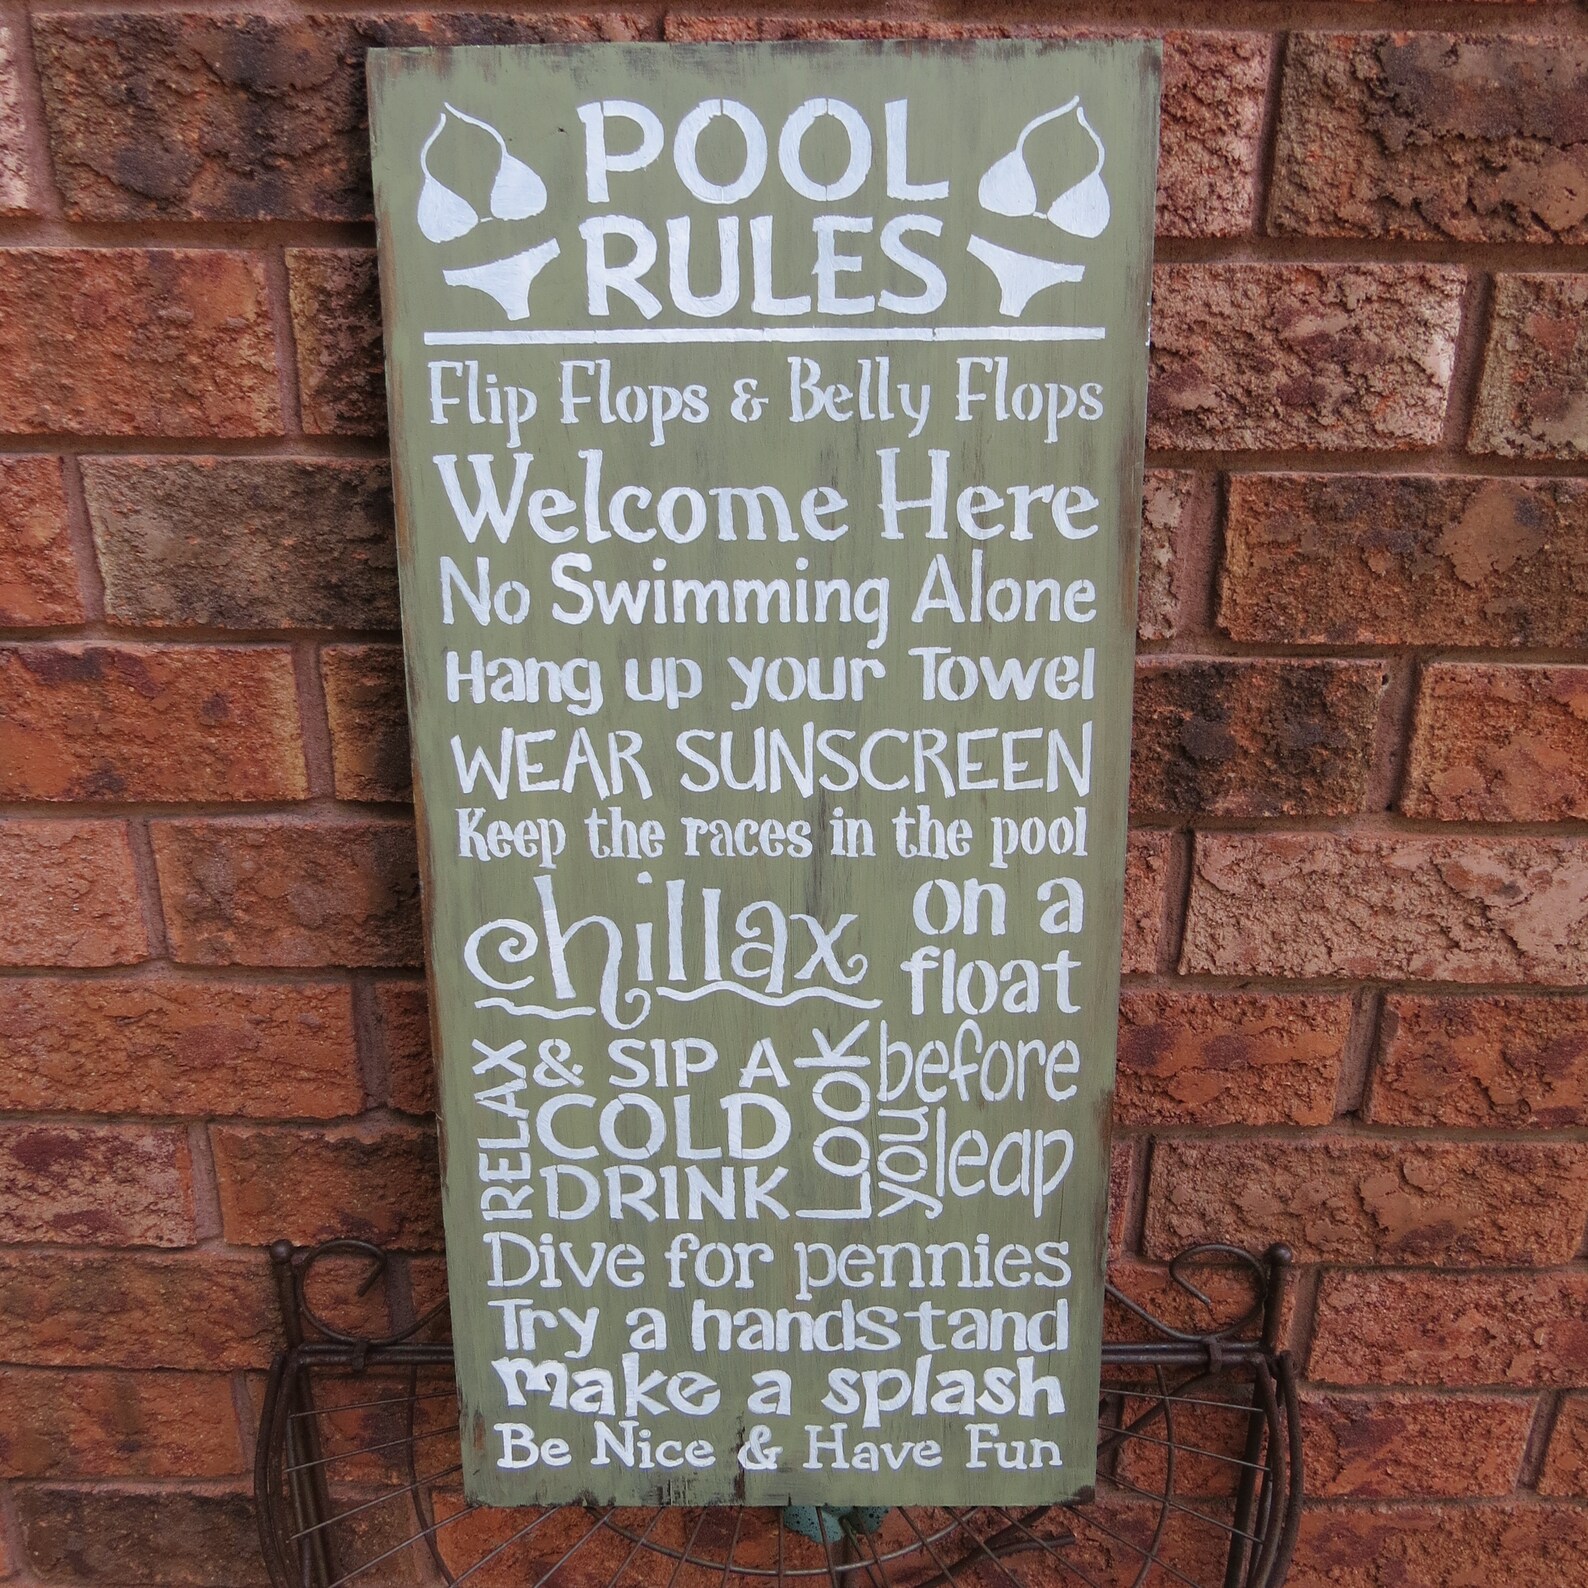 POOL
RULES
Flip Flops & Belly Flops
Welcome Here
No Swimming Alone
Hang up your Towel
WEAR SUNSCREEN
Keep the races in the pool
chillax on a
float
RELAX
& SIP A
COLD
DRINK
LOOK
before
you
leap
Dive for pennies
Try a handstand
make a splash
Be Nice & Have Fun